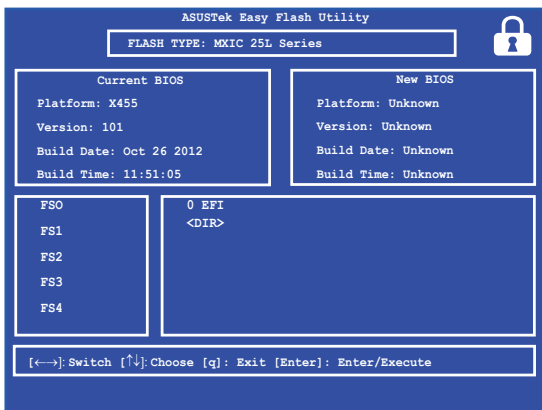 ASUSTek Easy Flash Utility
FLASH TYPE: MXIC 25L Series
Current BIOS
Platform: X455
Version: 101
Build Date: Oct 26 2012
Build Time: 11:51:05
New BIOS
Platform: Unknown
Version: Unknown
Build Date: Unknown
Build Time: Unknown
FSO
FS1
FS2
FS3
FS4
0 EFI
<DIR>
[←→]: Switch [↑↓]: Choose [q]: Exit [Enter]: Enter/Execute